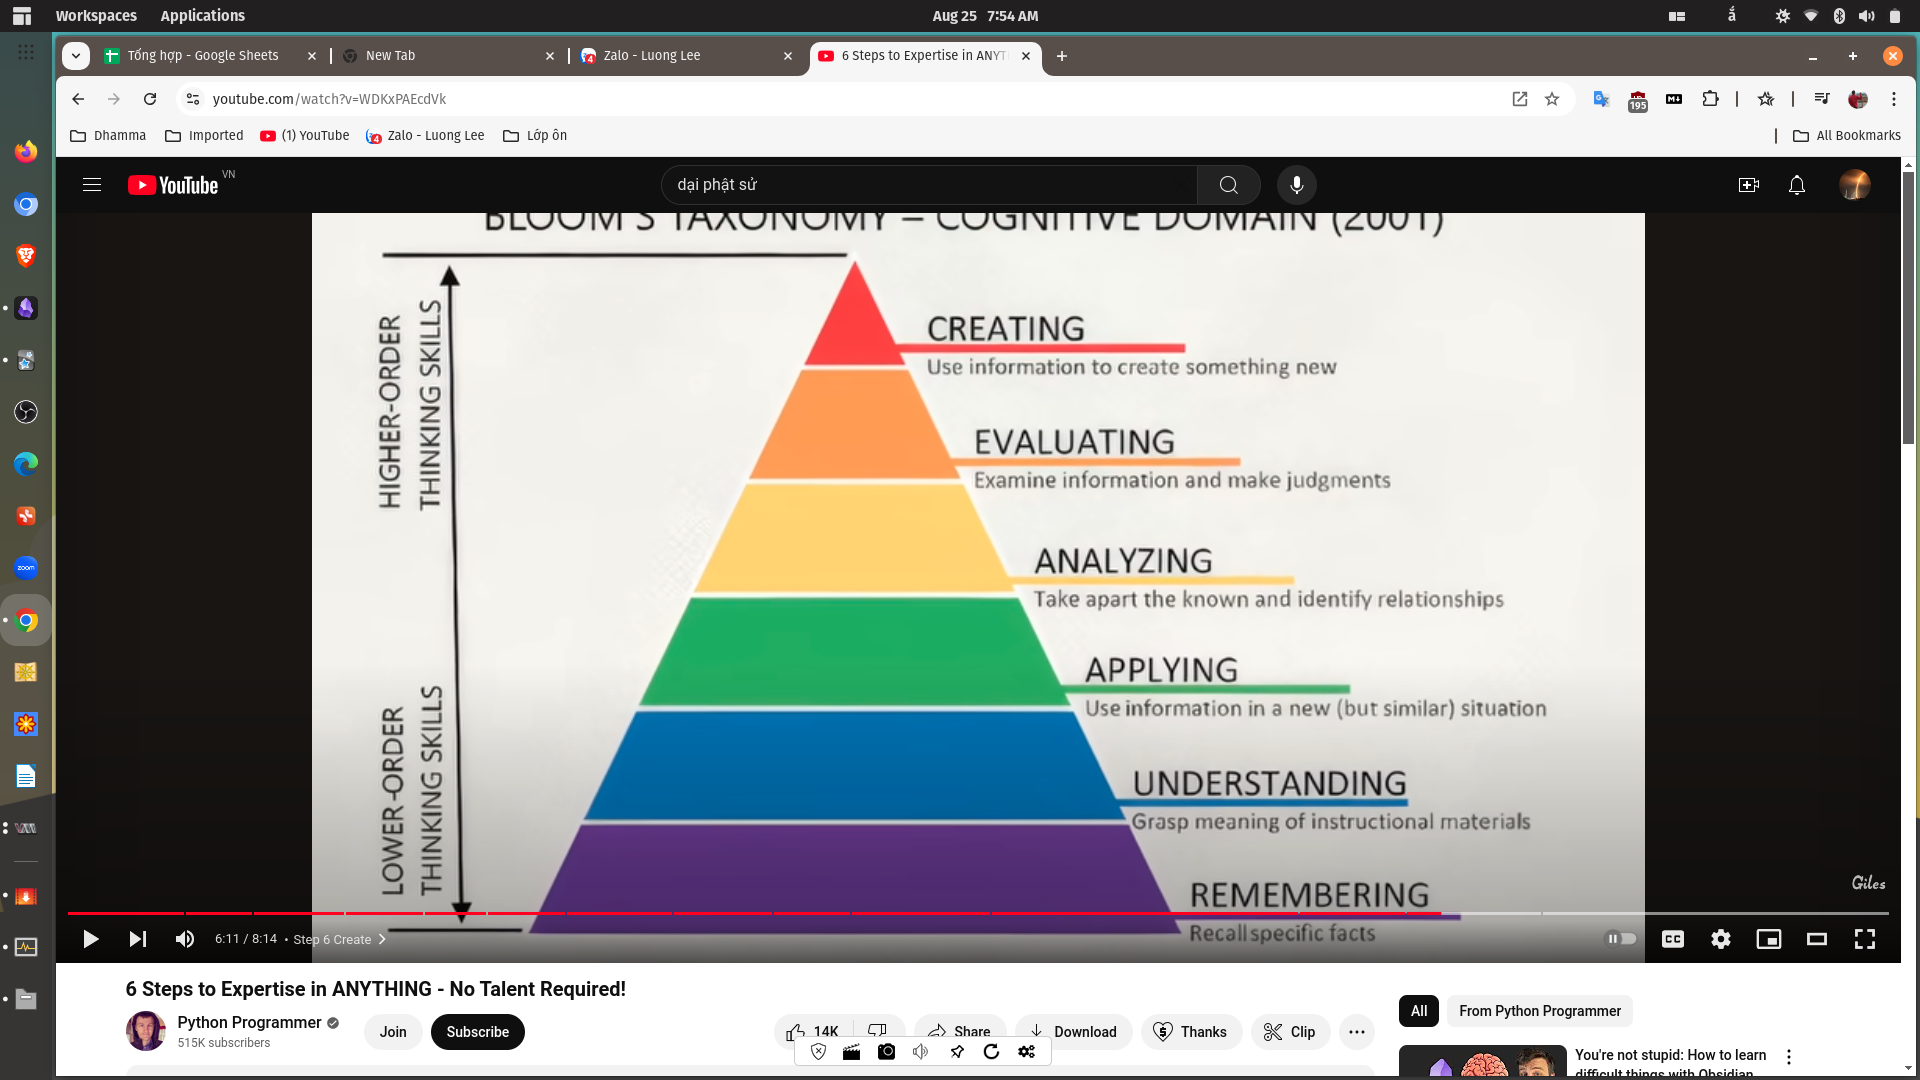 Workspaces Applications Aug 25 7:54 AM
Tổng hợp - Google Sheets New Tab Zalo - Luong Lee 6 Steps to Expertise in ANYT
youtube.com/watch?v=WDKxPAEcdVk 195
Dhamma Imported (1) YouTube Zalo - Luong Lee Lớp ôn All Bookmarks
YouTube VN dại phật sử
BLOOM'S TAXONOMY – COGNITIVE DOMAIN (2001)
HIGHER-ORDER
THINKING SKILLS
CREATING
Use information to create something new
EVALUATING
Examine information and make judgments
ANALYZING
Take apart the known and identify relationships
APPLYING
Use information in a new (but similar) situation
LOWER-ORDER
THINKING SKILLS
UNDERSTANDING
Grasp meaning of instructional materials
REMEMBERING
Recall specific facts
Giles
6:11 / 8:14 • Step 6 Create CC
6 Steps to Expertise in ANYTHING - No Talent Required!
Python Programmer
515K subscribers
Join Subscribe 14K Share Download Thanks Clip
All From Python Programmer
You're not stupid: How to learn
difficult things with Obsidian
zoom